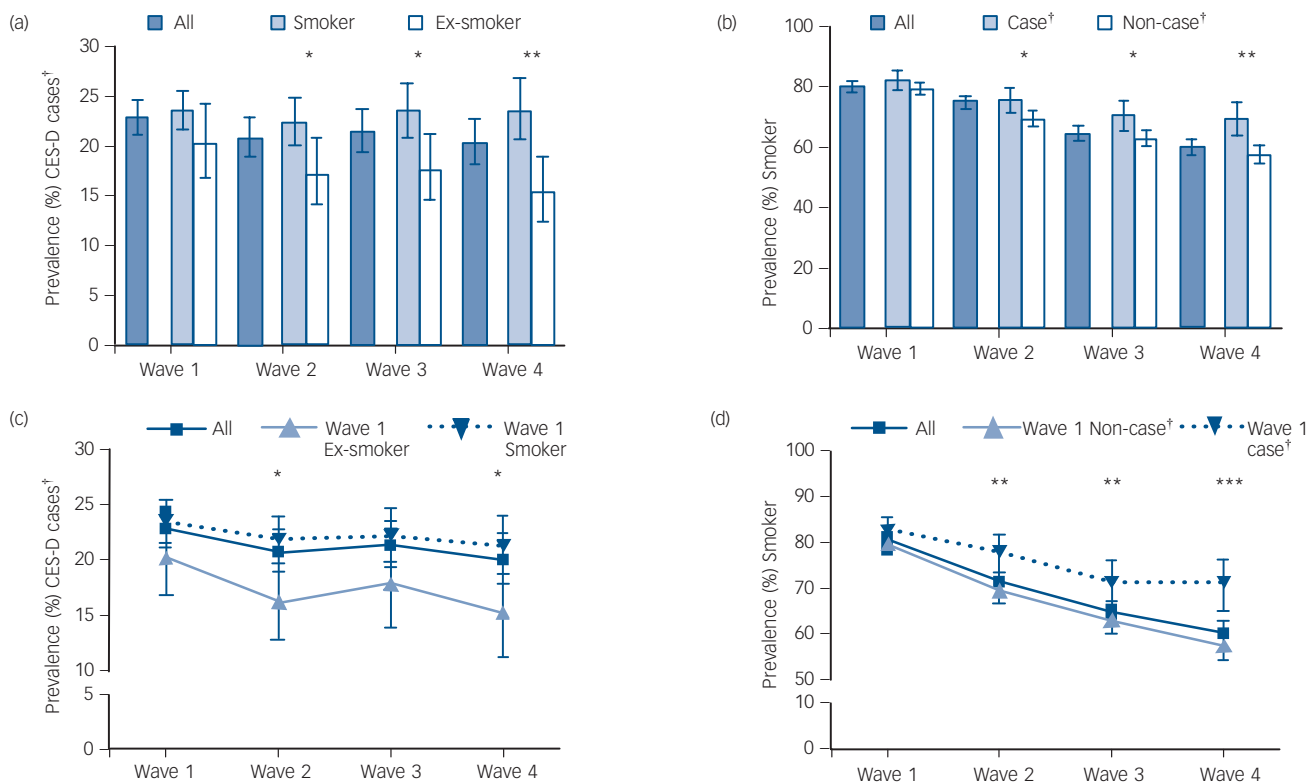 (a)
All
Smoker
Ex-smoker
30
25
20
15
10
5
0
Prevalence (%) CES-D cases†
*
*
**
Wave 1
Wave 2
Wave 3
Wave 4
(b)
All
Case†
Non-case†
100
80
60
40
20
0
Prevalence (%) Smoker
*
*
**
Wave 1
Wave 2
Wave 3
Wave 4
(c)
All
Wave 1
Ex-smoker
Wave 1
Smoker
30
25
20
15
10
5
0
Prevalence (%) CES-D cases†
*
*
Wave 1
Wave 2
Wave 3
Wave 4
(d)
All
Wave 1 Non-case†
Wave 1
case†
100
90
80
70
60
50
10
0
Prevalence (%) Smoker
**
**
***
Wave 1
Wave 2
Wave 3
Wave 4